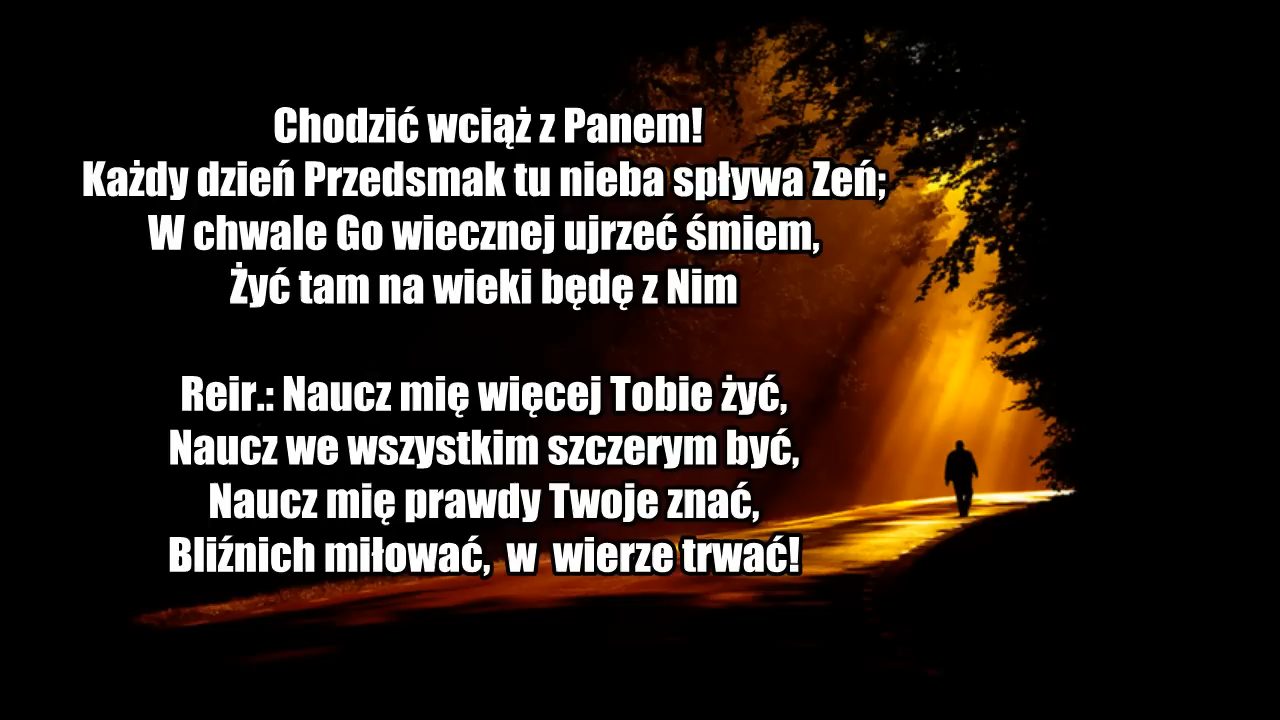 Chodzić wciąż z Panem!
Każdy dzień Przedsmak tu nieba spływa Zeń;
W chwale Go wiecznej ujrzeć śmiem,
Żyć tam na wieki będę z Nim
Reir.: Naucz mię więcej Tobie żyć,
Naucz we wszystkim szczerym być,
Naucz mię prawdy Twoje znać,
Bliźnich miłować, w wierze trwać!